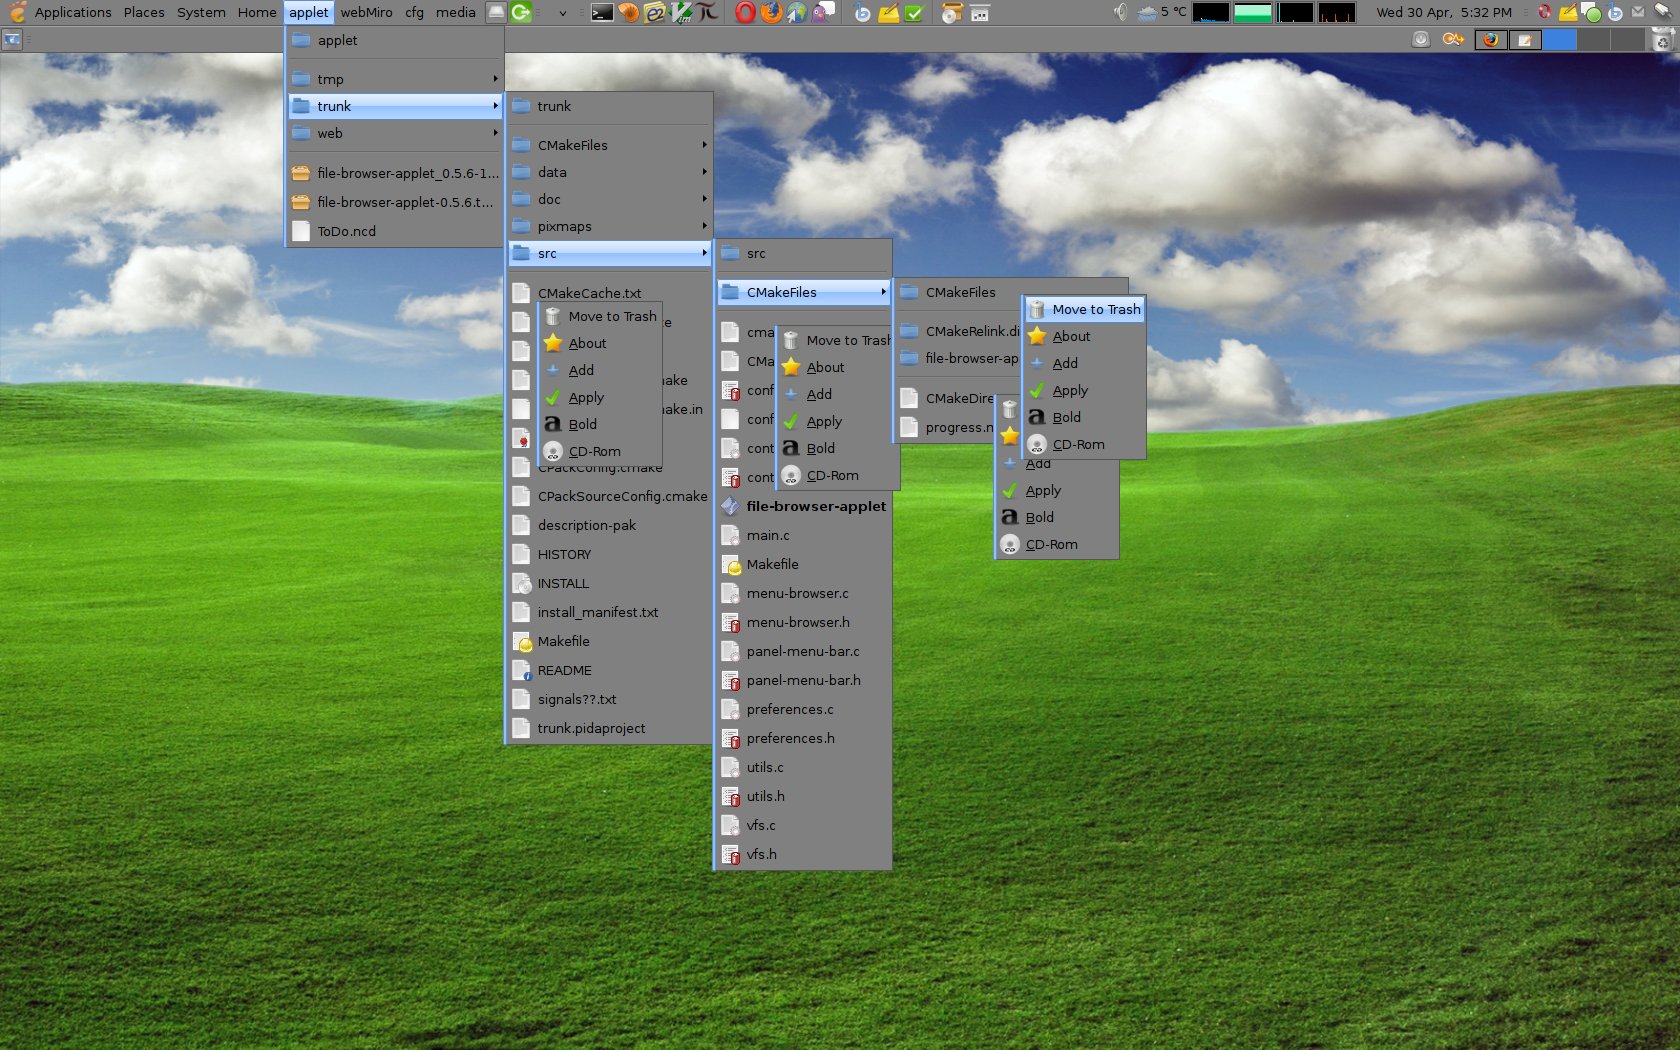 Applications Places System Home applet webMiro cfg media
5 °C
Wed 30 Apr, 5:32 PM
applet
tmp
trunk
web
file-browser-applet_0.5.6-1...
file-browser-applet-0.5.6.t...
ToDo.ncd
trunk
CMakeFiles
data
doc
pixmaps
src
CMakeCache.txt
ke
ake
ake.in
CPackConfig.cmake
CPackSourceConfig.cmake
description-pak
HISTORY
INSTALL
install_manifest.txt
Makefile
README
signals??.txt
trunk.pidaproject
Move to Trash
About
Add
Apply
Bold
CD-Rom
src
CMakeFiles
cma
CMa
conf
conf
cont
cont
file-browser-applet
main.c
Makefile
menu-browser.c
menu-browser.h
panel-menu-bar.c
panel-menu-bar.h
preferences.c
preferences.h
utils.c
utils.h
vfs.c
vfs.h
Move to Trash
About
Add
Apply
Bold
CD-Rom
CMakeFiles
CMakeRelink.di
file-browser-ap
CMakeDire
progress.n
Move to Trash
About
Add
Apply
Bold
CD-Rom
Add
Apply
Bold
CD-Rom